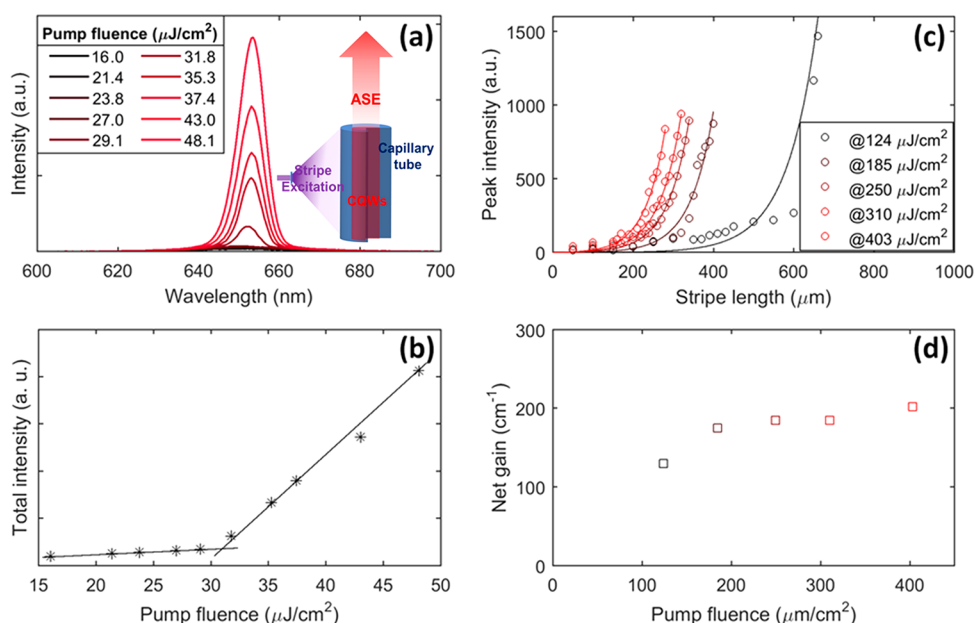 (a)
Pump fluence (μJ/cm²)
16.0 31.8
21.4 35.3
23.8 37.4
27.0 43.0
29.1 48.1
ASE
Capillary
tube
Stripe
Excitation
CQWs
Intensity (a.u.)
600 620 640 660 680 700
Wavelength (nm)
(c)
1500
1000
500
0
Peak intensity (a.u.)
@124 μJ/cm²
@185 μJ/cm²
@250 μJ/cm²
@310 μJ/cm²
@403 μJ/cm²
0 200 400 600 800 1000
Stripe length (μm)
(b)
Total intensity (a. u.)
15 20 25 30 35 40 45 50
Pump fluence (μJ/cm²)
(d)
300
200
100
0
Net gain (cm⁻¹)
0 100 200 300 400
Pump fluence (μm/cm²)